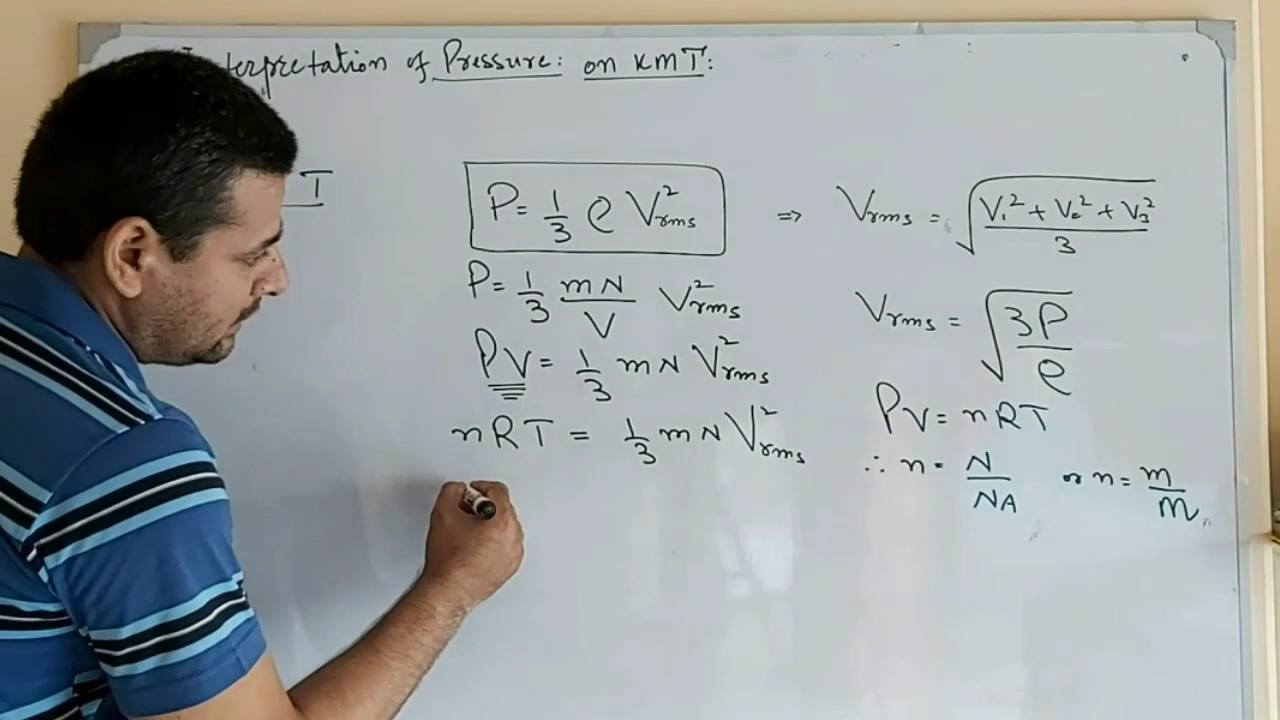 of Pressure: on KMT:
T
P = 1/3 ρ V²rms ⇒ Vrms = √((V₁² + V₂² + V₃²)/3)
P = 1/3 mN/V V²rms
Vrms = √(3P/ρ)
PV = 1/3 mN V²rms
PV = nRT
nRT = 1/3 mN V²rms
∴ n = N/NA or n = m/M